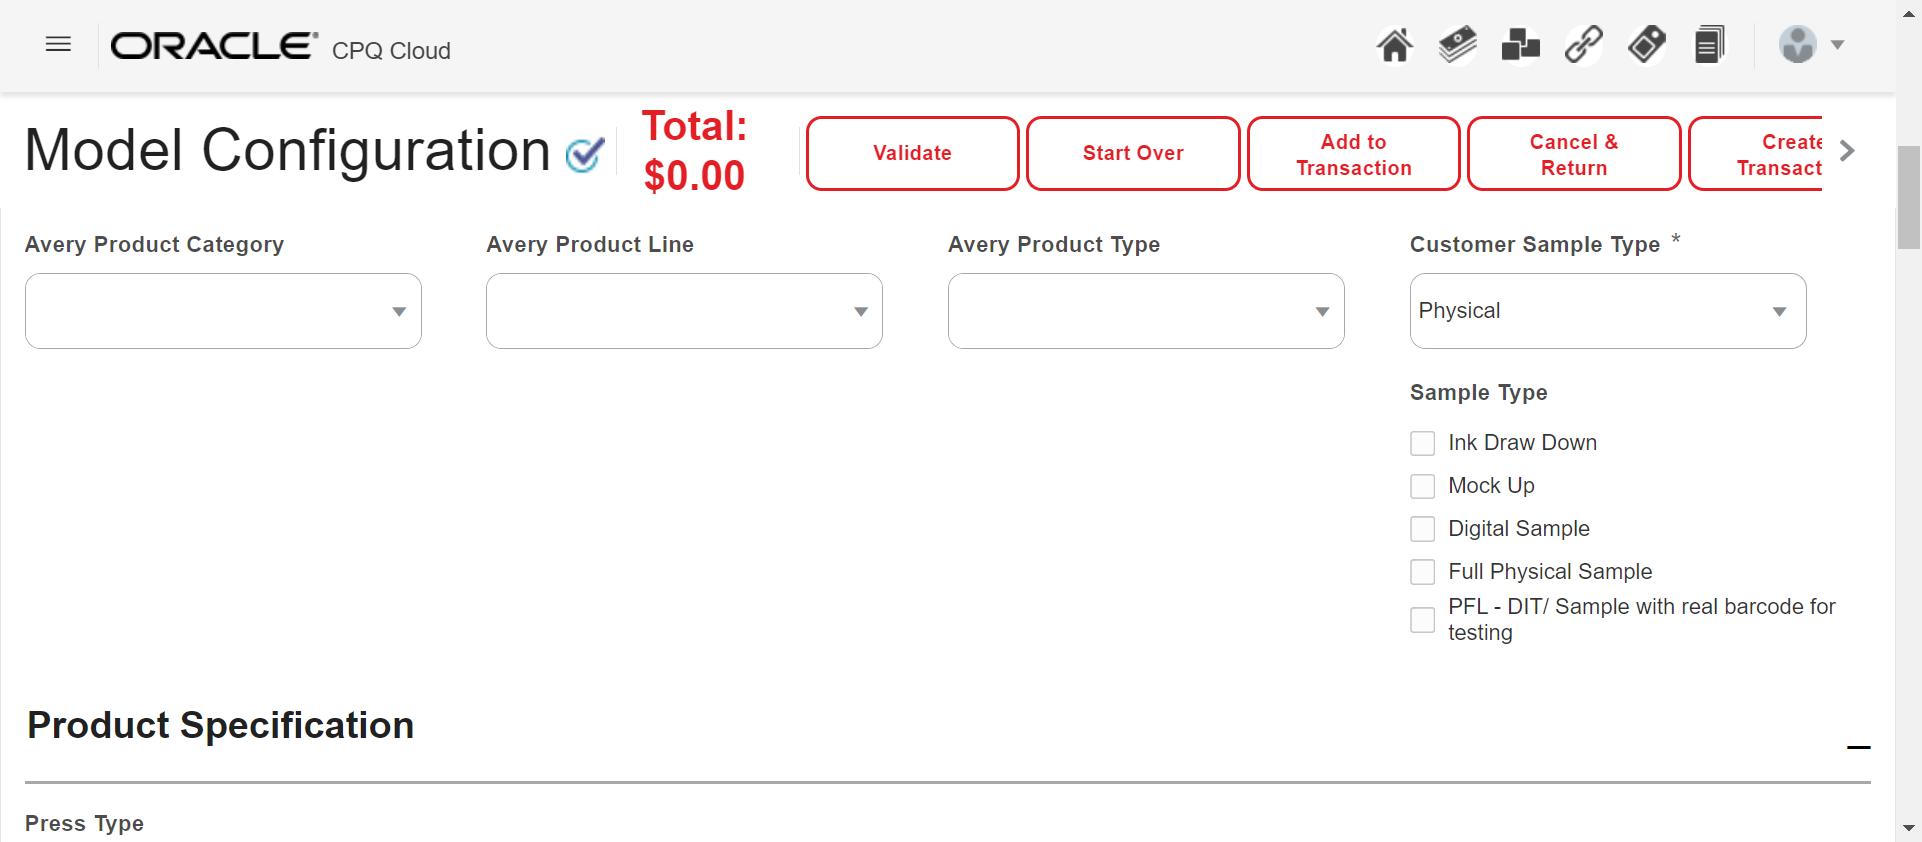 ORACLE® CPQ Cloud
Model Configuration
Total:
$0.00
Validate
Start Over
Add to
Transaction
Cancel &
Return
Create
Transact
Avery Product Category
Avery Product Line
Avery Product Type
Customer Sample Type *
Physical
Sample Type
Ink Draw Down
Mock Up
Digital Sample
Full Physical Sample
PFL - DIT/ Sample with real barcode for
testing
Product Specification
Press Type